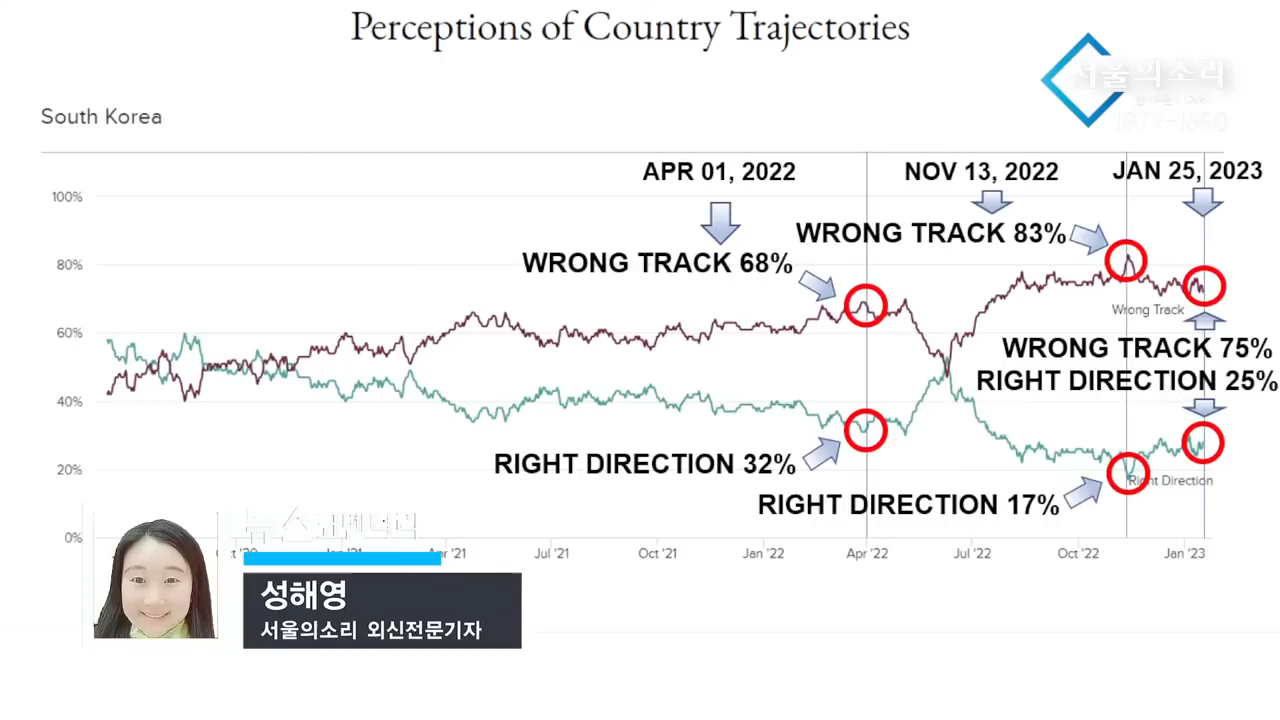 Perceptions of Country Trajectories
서울의소리
South Korea
APR 01, 2022
NOV 13, 2022
JAN 25, 2023
100%
WRONG TRACK 83%
WRONG TRACK 68%
80%
Wrong Track
60%
WRONG TRACK 75%
RIGHT DIRECTION 25%
40%
RIGHT DIRECTION 32%
20%
Right Direction
RIGHT DIRECTION 17%
0%
Apr '21
Jul '21
Oct '21
Jan '22
Apr '22
Jul '22
Oct '22
Jan '23
성해영
서울의소리 외신전문기자